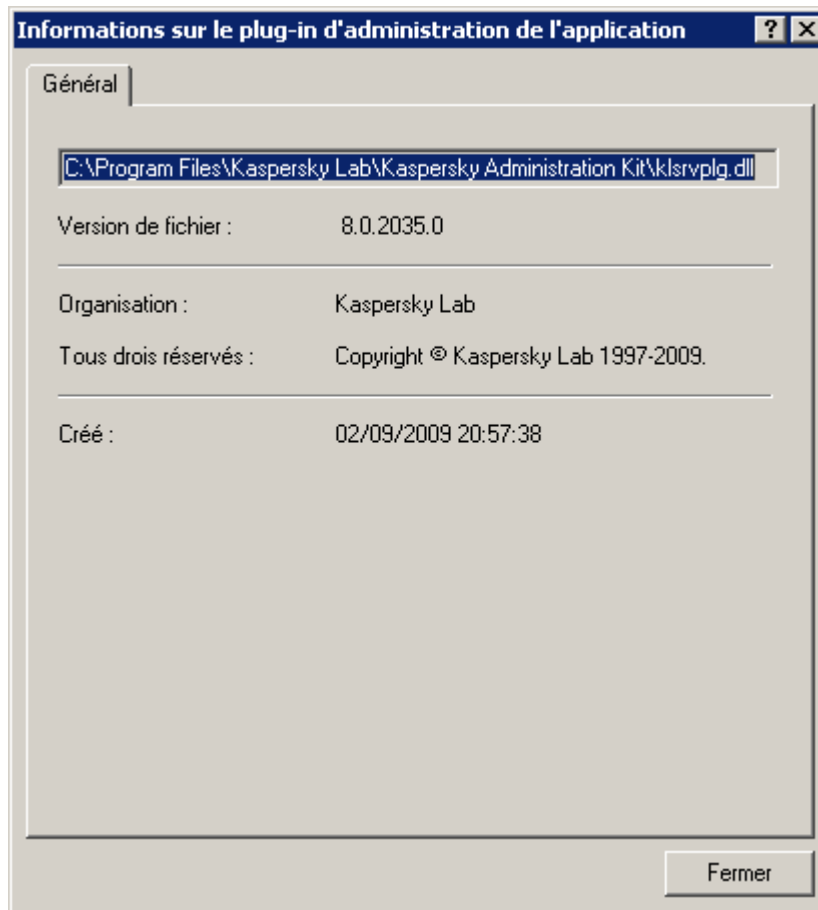 Informations sur le plug-in d'administration de l'application
Général
C:\Program Files\Kaspersky Lab\Kaspersky Administration Kit\klsrvplg.dll
Version de fichier : 8.0.2035.0
Organisation : Kaspersky Lab
Tous drois réservés : Copyright © Kaspersky Lab 1997-2009.
Créé : 02/09/2009 20:57:38
Fermer